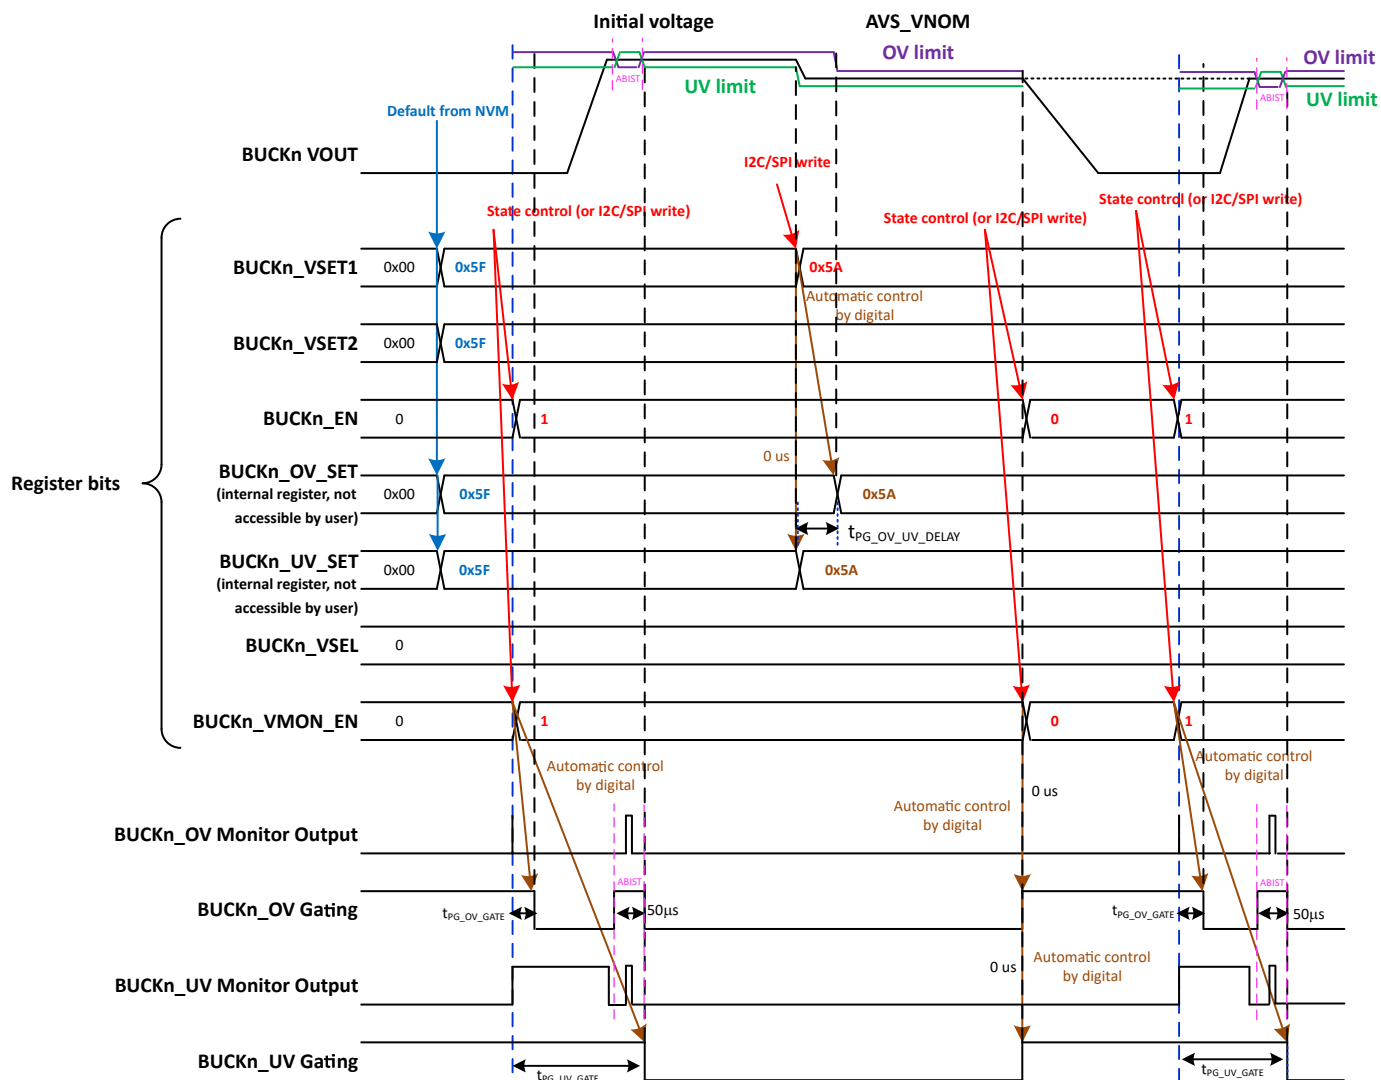 Initial voltage
AVS_VNOM
OV limit
OV limit
ABIST
UV limit
UV limit
ABIST
Default from NVM
BUCKn VOUT
I2C/SPI write
State control (or I2C/SPI write)
State control (or I2C/SPI write)
State control (or I2C/SPI write)
BUCKn_VSET1
0x00
0x5F
0x5A
Automatic control
by digital
BUCKn_VSET2
0x00
0x5F
BUCKn_EN
0
1
0
1
0 us
Register bits
BUCKn_OV_SET
(internal register, not
accessible by user)
0x00
0x5F
0x5A
tPG_OV_UV_DELAY
BUCKn_UV_SET
(internal register, not
accessible by user)
0x00
0x5F
0x5A
BUCKn_VSEL
0
BUCKn_VMON_EN
0
1
0
1
Automatic control
by digital
Automatic control
by digital
0 us
Automatic control
by digital
BUCKn_OV Monitor Output
ABIST
ABIST
BUCKn_OV Gating
tPG_OV_GATE
50µs
tPG_OV_GATE
50µs
Automatic control
by digital
0 us
BUCKn_UV Monitor Output
BUCKn_UV Gating
tPG_UV_GATE
tPG_UV_GATE